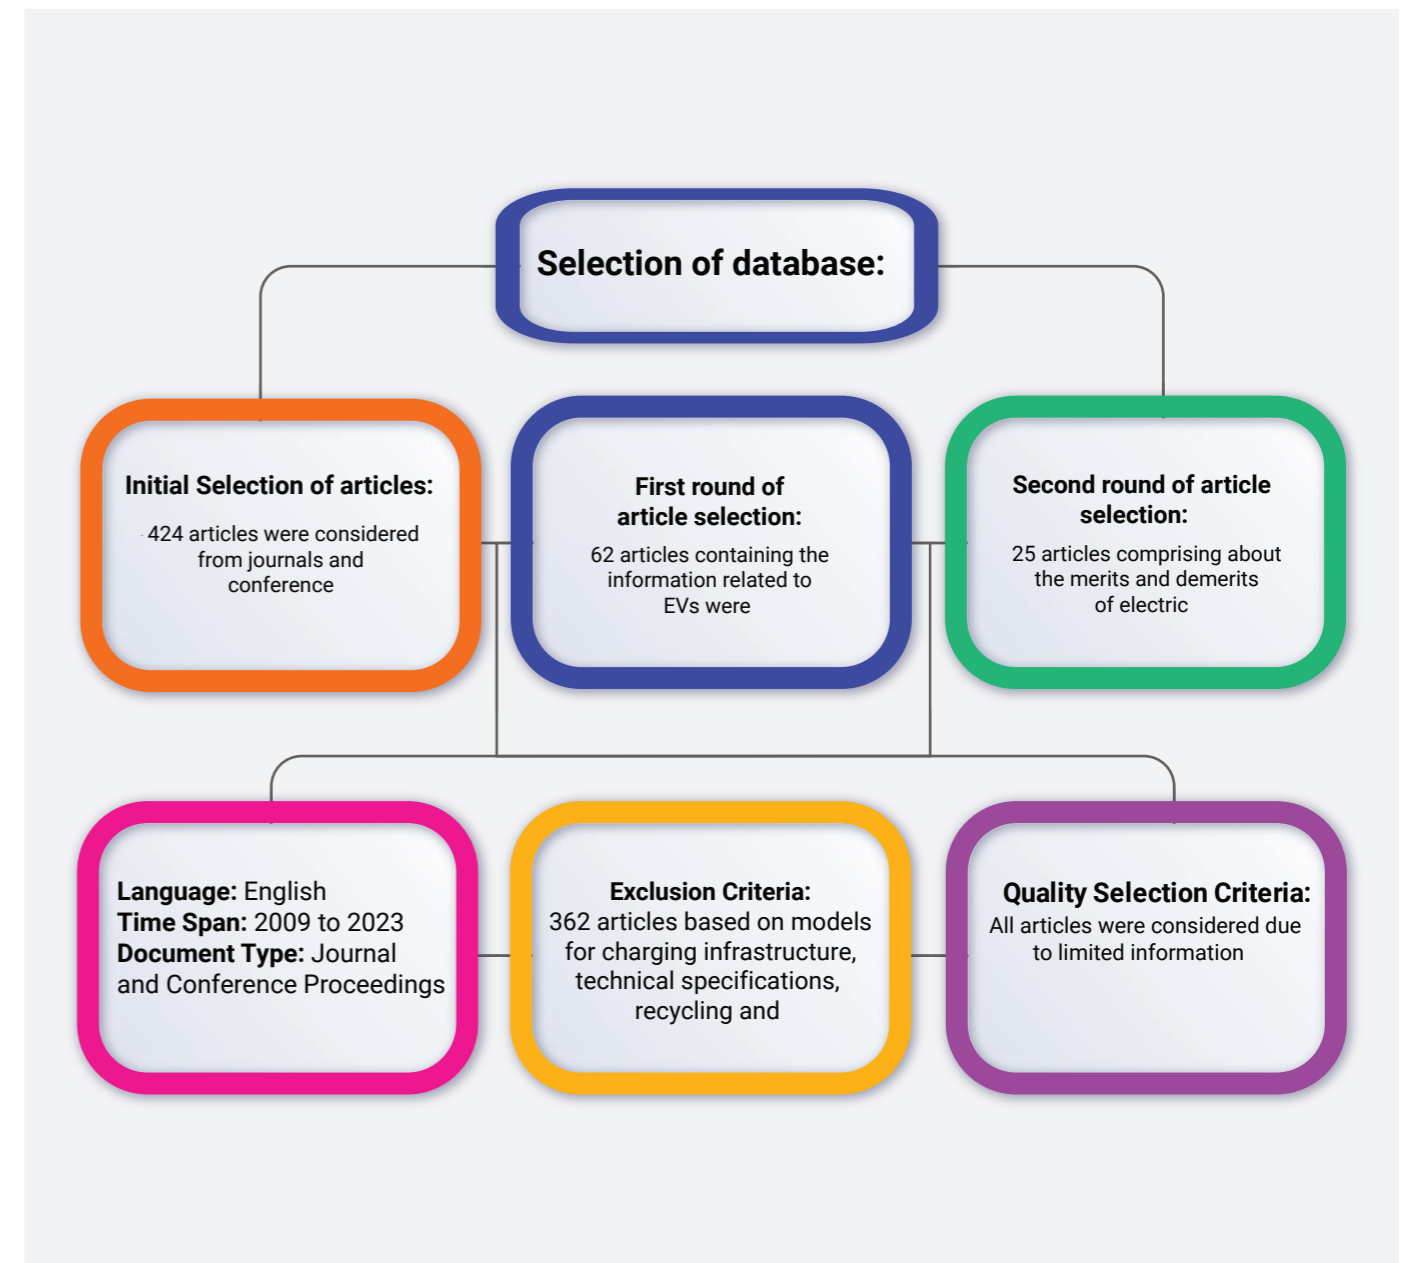 Selection of database:
Initial Selection of articles:
424 articles were considered
from journals and
conference
First round of
article selection:
62 articles containing the
information related to
EVs were
Second round of article
selection:
25 articles comprising about
the merits and demerits
of electric
Language: English
Time Span: 2009 to 2023
Document Type: Journal
and Conference Proceedings
Exclusion Criteria:
362 articles based on models
for charging infrastructure,
technical specifications,
recycling and
Quality Selection Criteria:
All articles were considered due
to limited information